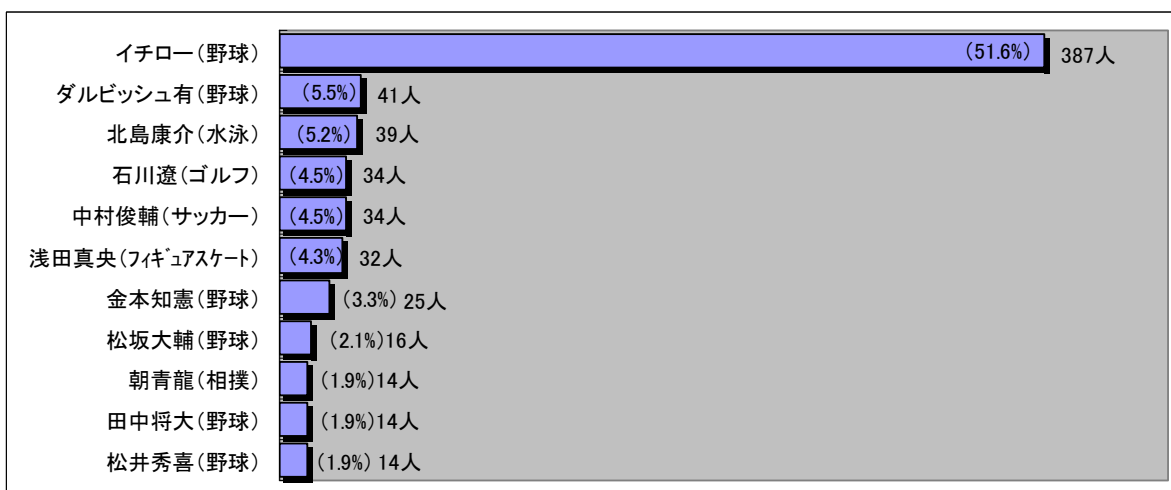 イチロー(野球) (51.6%) 387人
ダルビッシュ有(野球) (5.5%) 41人
北島康介(水泳) (5.2%) 39人
石川遼(ゴルフ) (4.5%) 34人
中村俊輔(サッカー) (4.5%) 34人
浅田真央(フィギュアスケート) (4.3%) 32人
金本知憲(野球) (3.3%) 25人
松坂大輔(野球) (2.1%) 16人
朝青龍(相撲) (1.9%) 14人
田中将大(野球) (1.9%) 14人
松井秀喜(野球) (1.9%) 14人